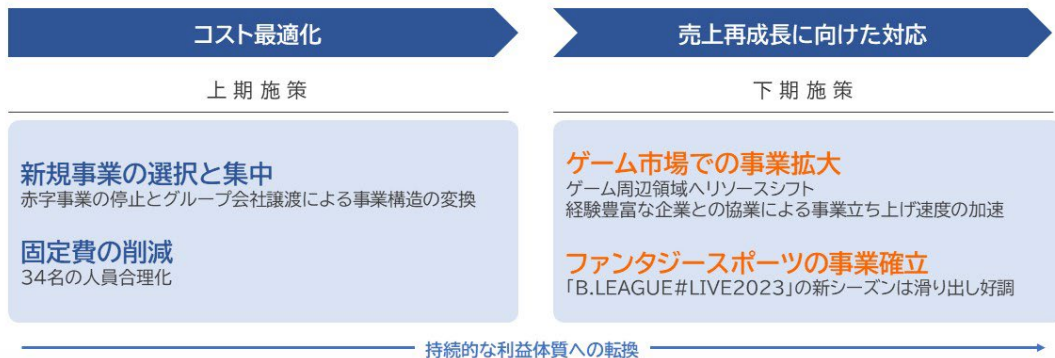 コスト最適化
上期施策
新規事業の選択と集中
赤字事業の停止とグループ会社譲渡による事業構造の変換
固定費の削減
34名の人員合理化
売上再成長に向けた対応
下期施策
ゲーム市場での事業拡大
ゲーム周辺領域へリソースシフト
経験豊富な企業との協業による事業立ち上げ速度の加速
ファンタジースポーツの事業確立
「B.LEAGUE#LIVE2023」の新シーズンは滑り出し好調
持続的な利益体質への転換